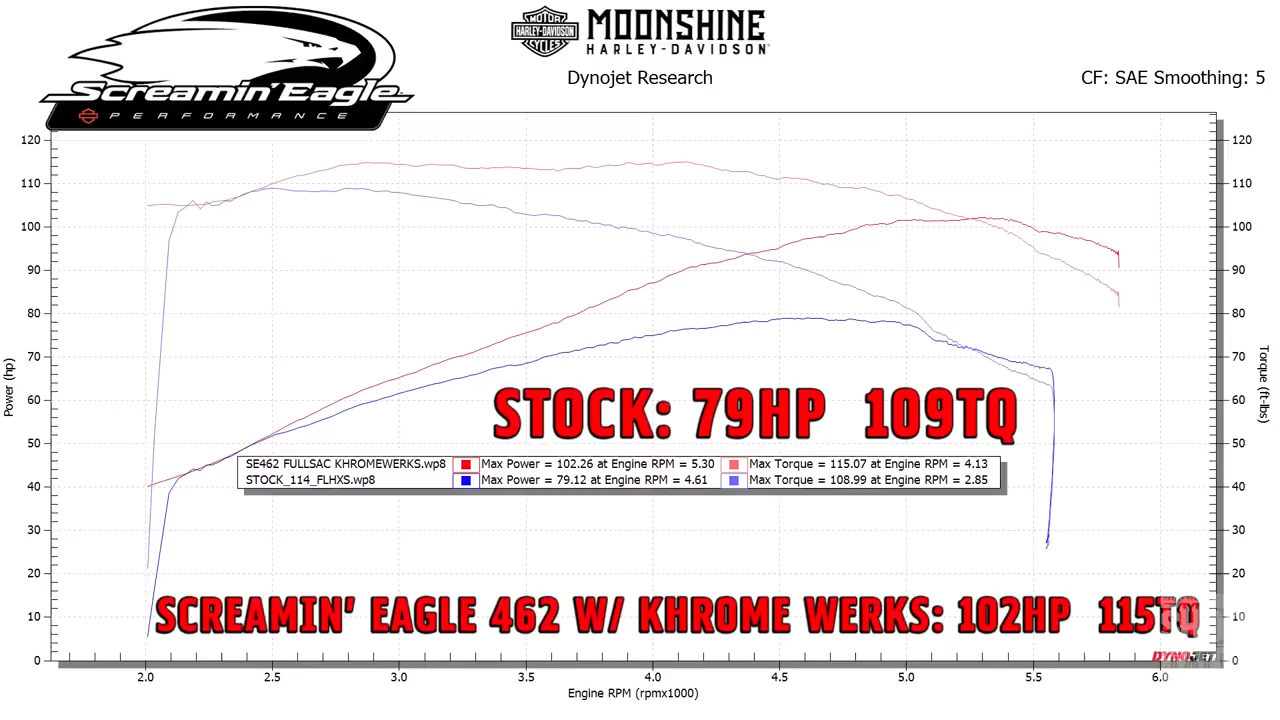 MOTOR
HARLEY-DAVIDSON
CYCLES
MOONSHINE
HARLEY-DAVIDSON
Screamin' Eagle
PERFORMANCE
Dynojet Research
CF: SAE Smoothing: 5
120
110
100
90
80
70
60
50
40
30
20
10
0
Power (hp)
120
110
100
90
80
70
60
50
40
30
20
10
0
Torque (ft-lbs)
STOCK: 79HP 109TQ
SE462 FULLSAC KHROMEWERKS.wp8 Max Power = 102.26 at Engine RPM = 5.30 Max Torque = 115.07 at Engine RPM = 4.13
STOCK_114_FLHXS.wp8 Max Power = 79.12 at Engine RPM = 4.61 Max Torque = 108.99 at Engine RPM = 2.85
SCREAMIN' EAGLE 462 W/ KHROME WERKS: 102HP 115TQ
DYNOJET
2.0 2.5 3.0 3.5 4.0 4.5 5.0 5.5 6.0
Engine RPM (rpmx1000)